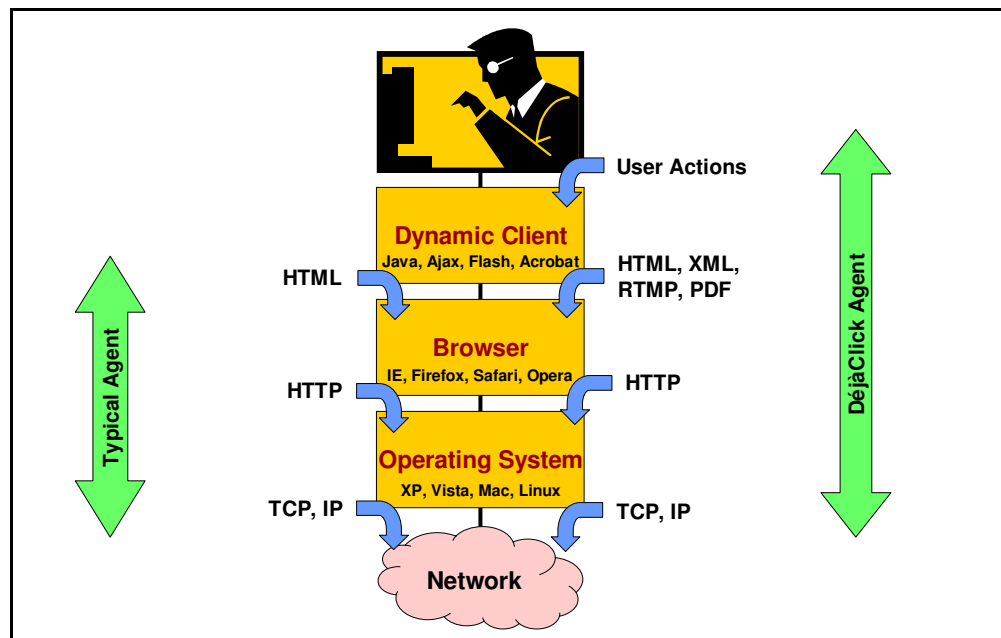 User Actions
Dynamic Client
Java, Ajax, Flash, Acrobat
HTML
HTML, XML,
RTMP, PDF
Browser
IE, Firefox, Safari, Opera
HTTP
HTTP
Operating System
XP, Vista, Mac, Linux
TCP, IP
TCP, IP
Network
Typical Agent
DéjàClick Agent